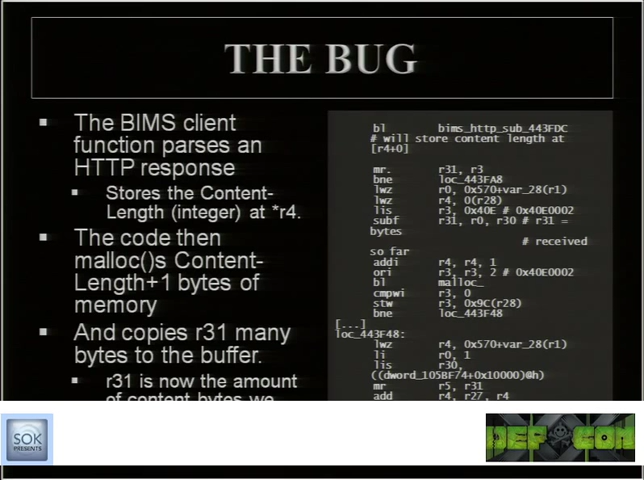 THE BUG
▪ The BIMS client
function parses an
HTTP response
▪ Stores the Content-
Length (integer) at *r4.
▪ The code then
malloc()s Content-
Length+1 bytes of
memory
▪ And copies r31 many
bytes to the buffer.
▪ r31 is now the amount
of content bytes we
bl bims_http_sub_443FDC
# will store content length at
[r4+0]
mr. r31, r3
bne loc_443FA8
lwz r0, 0x570+var_28(r1)
lwz r4, 0(r28)
lis r3, 0x40E # 0x40E0002
subf r31, r0, r30 # r31 =
bytes
# received
so far
addi r4, r4, 1
ori r3, r3, 2 # 0x40E0002
bl malloc_
cmpwi r3, 0
stw r3, 0x9C(r28)
bne loc_443F48
[...]
loc_443F48:
lwz r4, 0x570+var_28(r1)
li r0, 1
lis r30,
((dword_105BF74+0x10000)@h)
mr r5, r31
add r4, r27, r4
SOK
PRESENTS
DEF CON